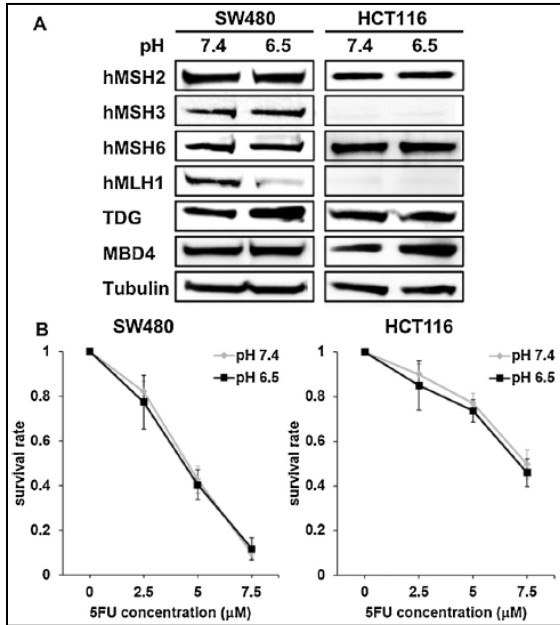 A
SW480 HCT116
pH 7.4 6.5 7.4 6.5
hMSH2
hMSH3
hMSH6
hMLH1
TDG
MBD4
Tubulin
B
SW480 HCT116
pH 7.4 pH 7.4
pH 6.5 pH 6.5
survival rate survival rate
1 1
0.8 0.8
0.6 0.6
0.4 0.4
0.2 0.2
0 0
0 2.5 5 7.5 0 2.5 5 7.5
5FU concentration (µM) 5FU concentration (µM)